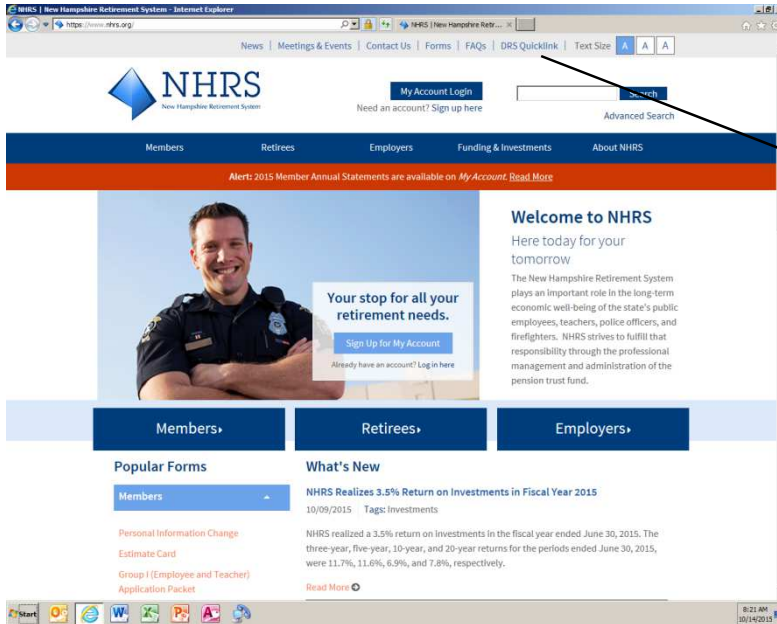 NHRS | New Hampshire Retirement System - Internet Explorer
https://www.nhrs.org/
NHRS | New Hampshire Retir... ×
News | Meetings & Events | Contact Us | Forms | FAQs | DRS Quicklink | Text Size A A A
NHRS
New Hampshire Retirement System
My Account Login
Need an account? Sign up here
Search
Advanced Search
Members Retirees Employers Funding & Investments About NHRS
Alert: 2015 Member Annual Statements are available on My Account. Read More
Your stop for all your
retirement needs.
Sign Up for My Account
Already have an account? Log in here
Welcome to NHRS
Here today for your
tomorrow
The New Hampshire Retirement System
plays an important role in the long-term
economic well-being of the state's public
employees, teachers, police officers, and
firefighters. NHRS strives to fulfill that
responsibility through the professional
management and administration of the
pension trust fund.
Members Retirees Employers
Popular Forms
Members
Personal Information Change
Estimate Card
Group I (Employee and Teacher)
Application Packet
What's New
NHRS Realizes 3.5% Return on Investments in Fiscal Year 2015
10/09/2015 Tags: Investments
NHRS realized a 3.5% return on investments in the fiscal year ended June 30, 2015. The
three-year, five-year, 10-year, and 20-year returns for the periods ended June 30, 2015,
were 11.7%, 11.6%, 6.9%, and 7.8%, respectively.
Read More
Start
8:21 AM
10/14/2015